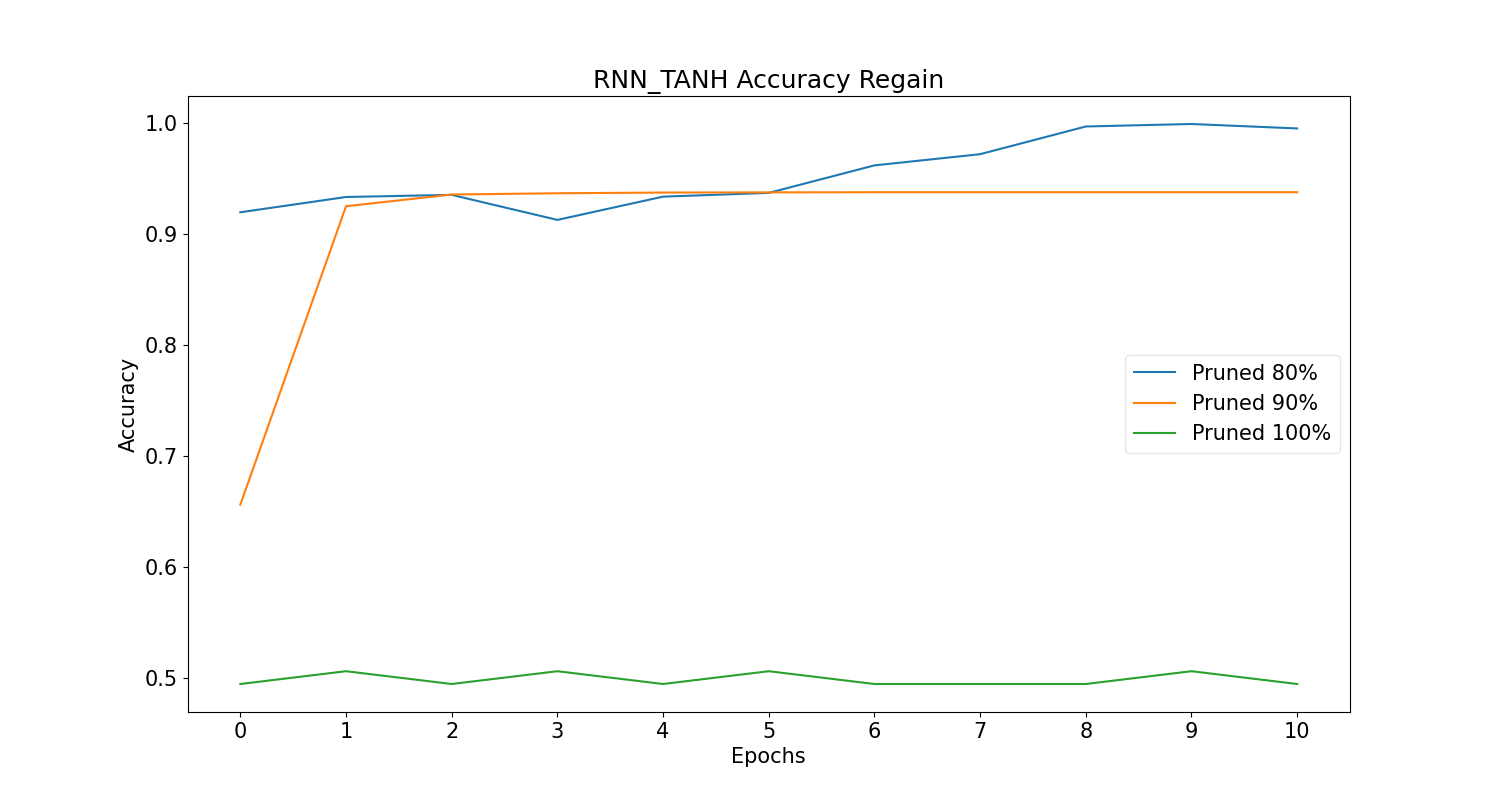 RNN_TANH Accuracy Regain
1.0
0.9
0.8
0.7
0.6
0.5
Accuracy
Pruned 80%
Pruned 90%
Pruned 100%
0 1 2 3 4 5 6 7 8 9 10
Epochs